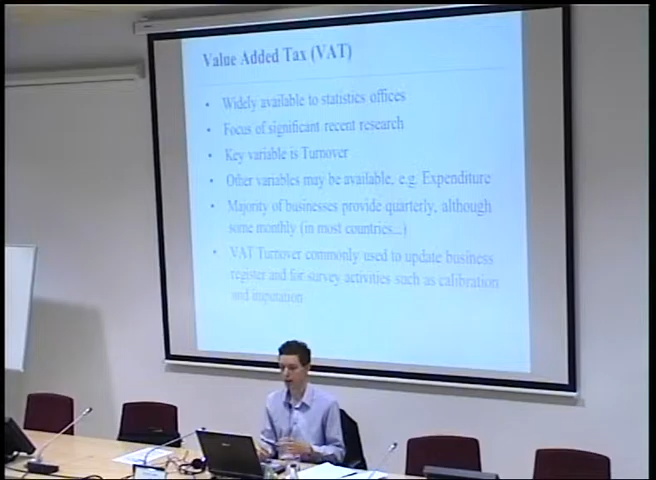 Value Added Tax (VAT)
• Widely available to statistics offices
• Focus of significant recent research
• Key variable is Turnover
• Other variables may be available, e.g. Expenditure
• Majority of businesses provide quarterly, although
some monthly (in most countries...)
• VAT Turnover commonly used to update business
register and for survey activities such as calibration
and imputation